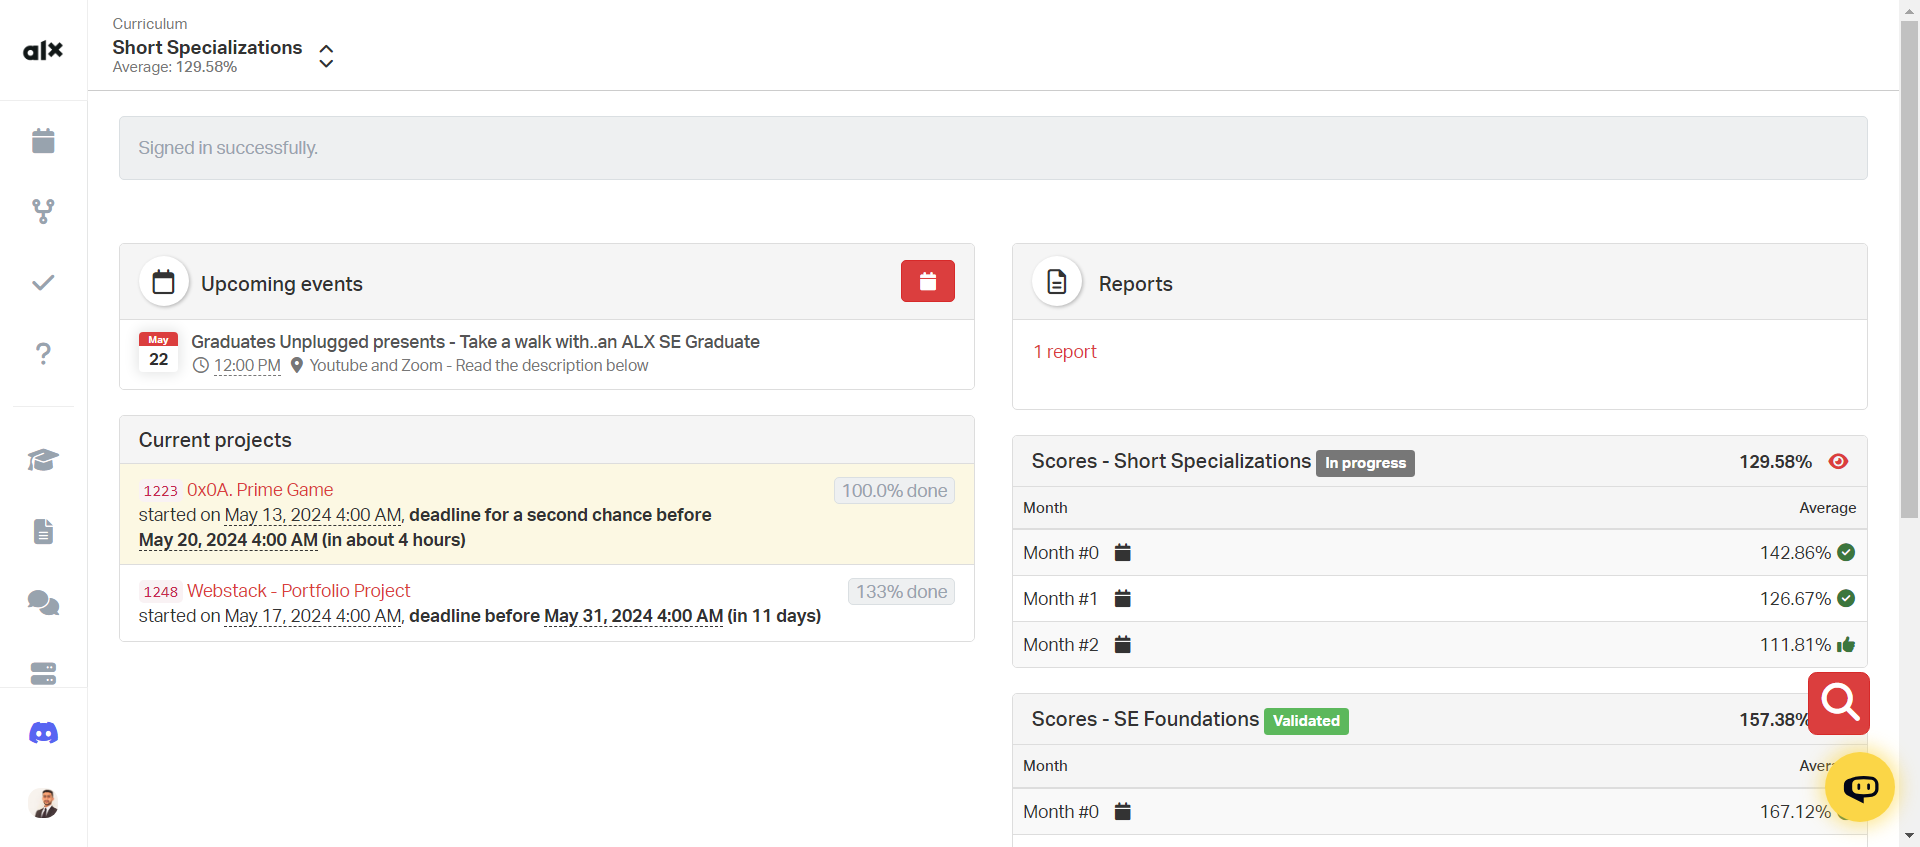 alx
Curriculum
Short Specializations
Average: 129.58%
Signed in successfully.
Upcoming events
May
22
Graduates Unplugged presents - Take a walk with..an ALX SE Graduate
12:00 PM Youtube and Zoom - Read the description below
Current projects
1223 0x0A. Prime Game
100.0% done
started on May 13, 2024 4:00 AM, deadline for a second chance before
May 20, 2024 4:00 AM (in about 4 hours)
1248 Webstack - Portfolio Project
133% done
started on May 17, 2024 4:00 AM, deadline before May 31, 2024 4:00 AM (in 11 days)
Reports
1 report
Scores - Short Specializations In progress 129.58%
Month Average
Month #0 142.86%
Month #1 126.67%
Month #2 111.81%
Scores - SE Foundations Validated 157.38%
Month
Month #0 167.12%